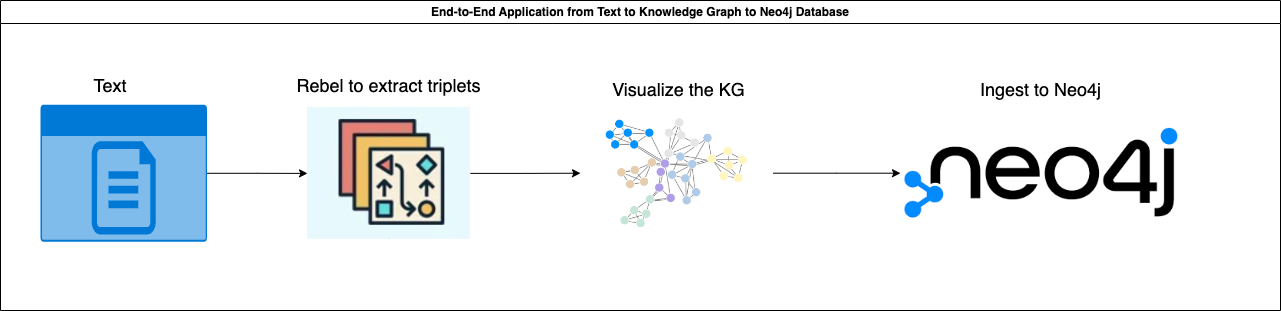 End-to-End Application from Text to Knowledge Graph to Neo4j Database
Text
Rebel to extract triplets
Visualize the KG
Ingest to Neo4j
neo4j